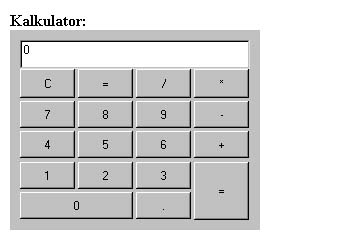 Kalkulator:
0
C = / *
7 8 9 -
4 5 6 +
1 2 3
=
0 .